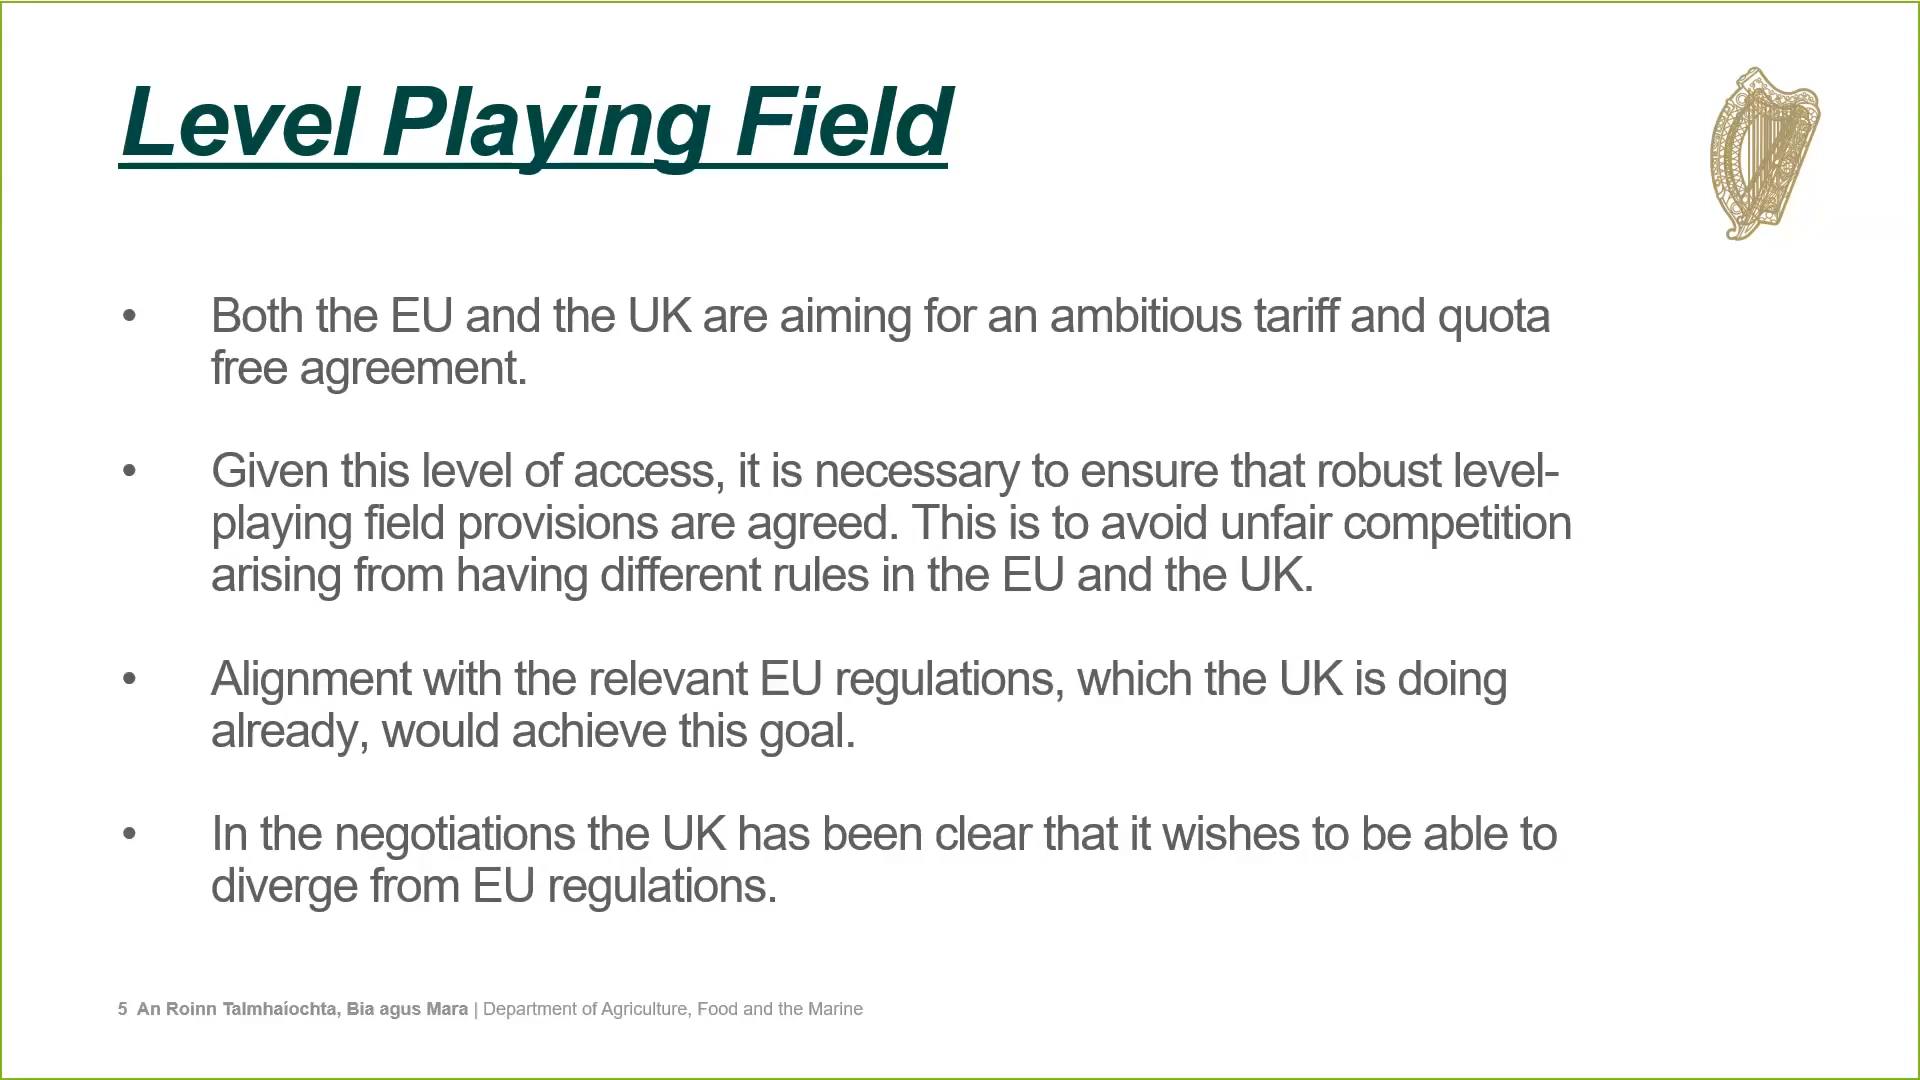 Level Playing Field
• Both the EU and the UK are aiming for an ambitious tariff and quota
free agreement.
• Given this level of access, it is necessary to ensure that robust level-
playing field provisions are agreed. This is to avoid unfair competition
arising from having different rules in the EU and the UK.
• Alignment with the relevant EU regulations, which the UK is doing
already, would achieve this goal.
• In the negotiations the UK has been clear that it wishes to be able to
diverge from EU regulations.
5 An Roinn Talmhaíochta, Bia agus Mara | Department of Agriculture, Food and the Marine